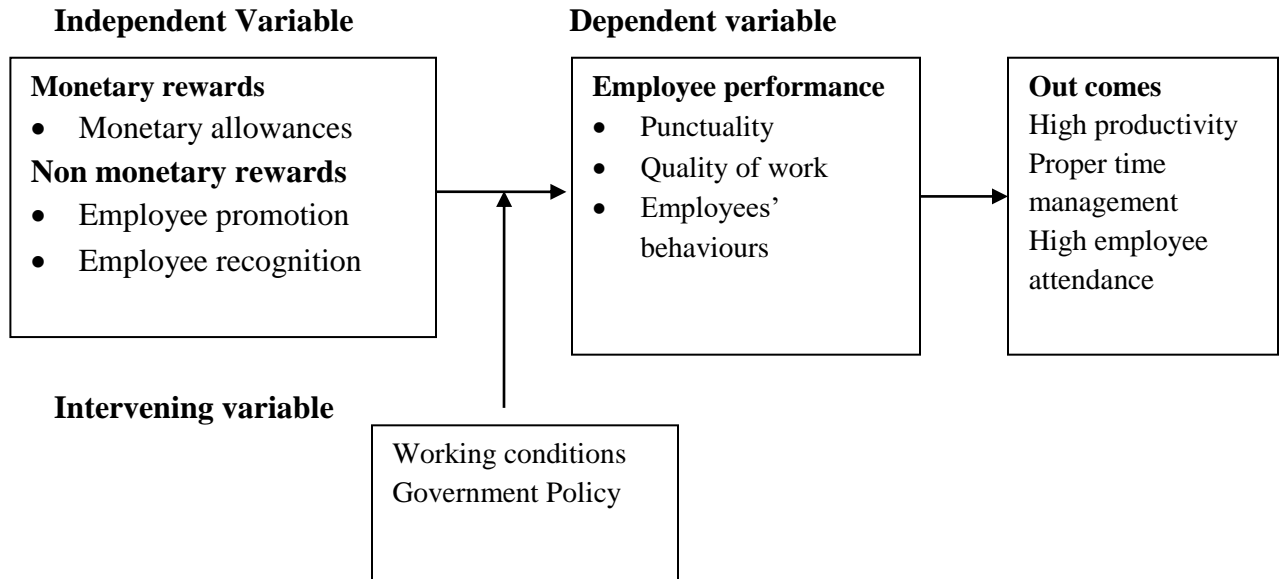 Independent Variable
Dependent variable
Monetary rewards
• Monetary allowances
Non monetary rewards
• Employee promotion
• Employee recognition
Employee performance
• Punctuality
• Quality of work
• Employees’
behaviours
Out comes
High productivity
Proper time
management
High employee
attendance
Intervening variable
Working conditions
Government Policy